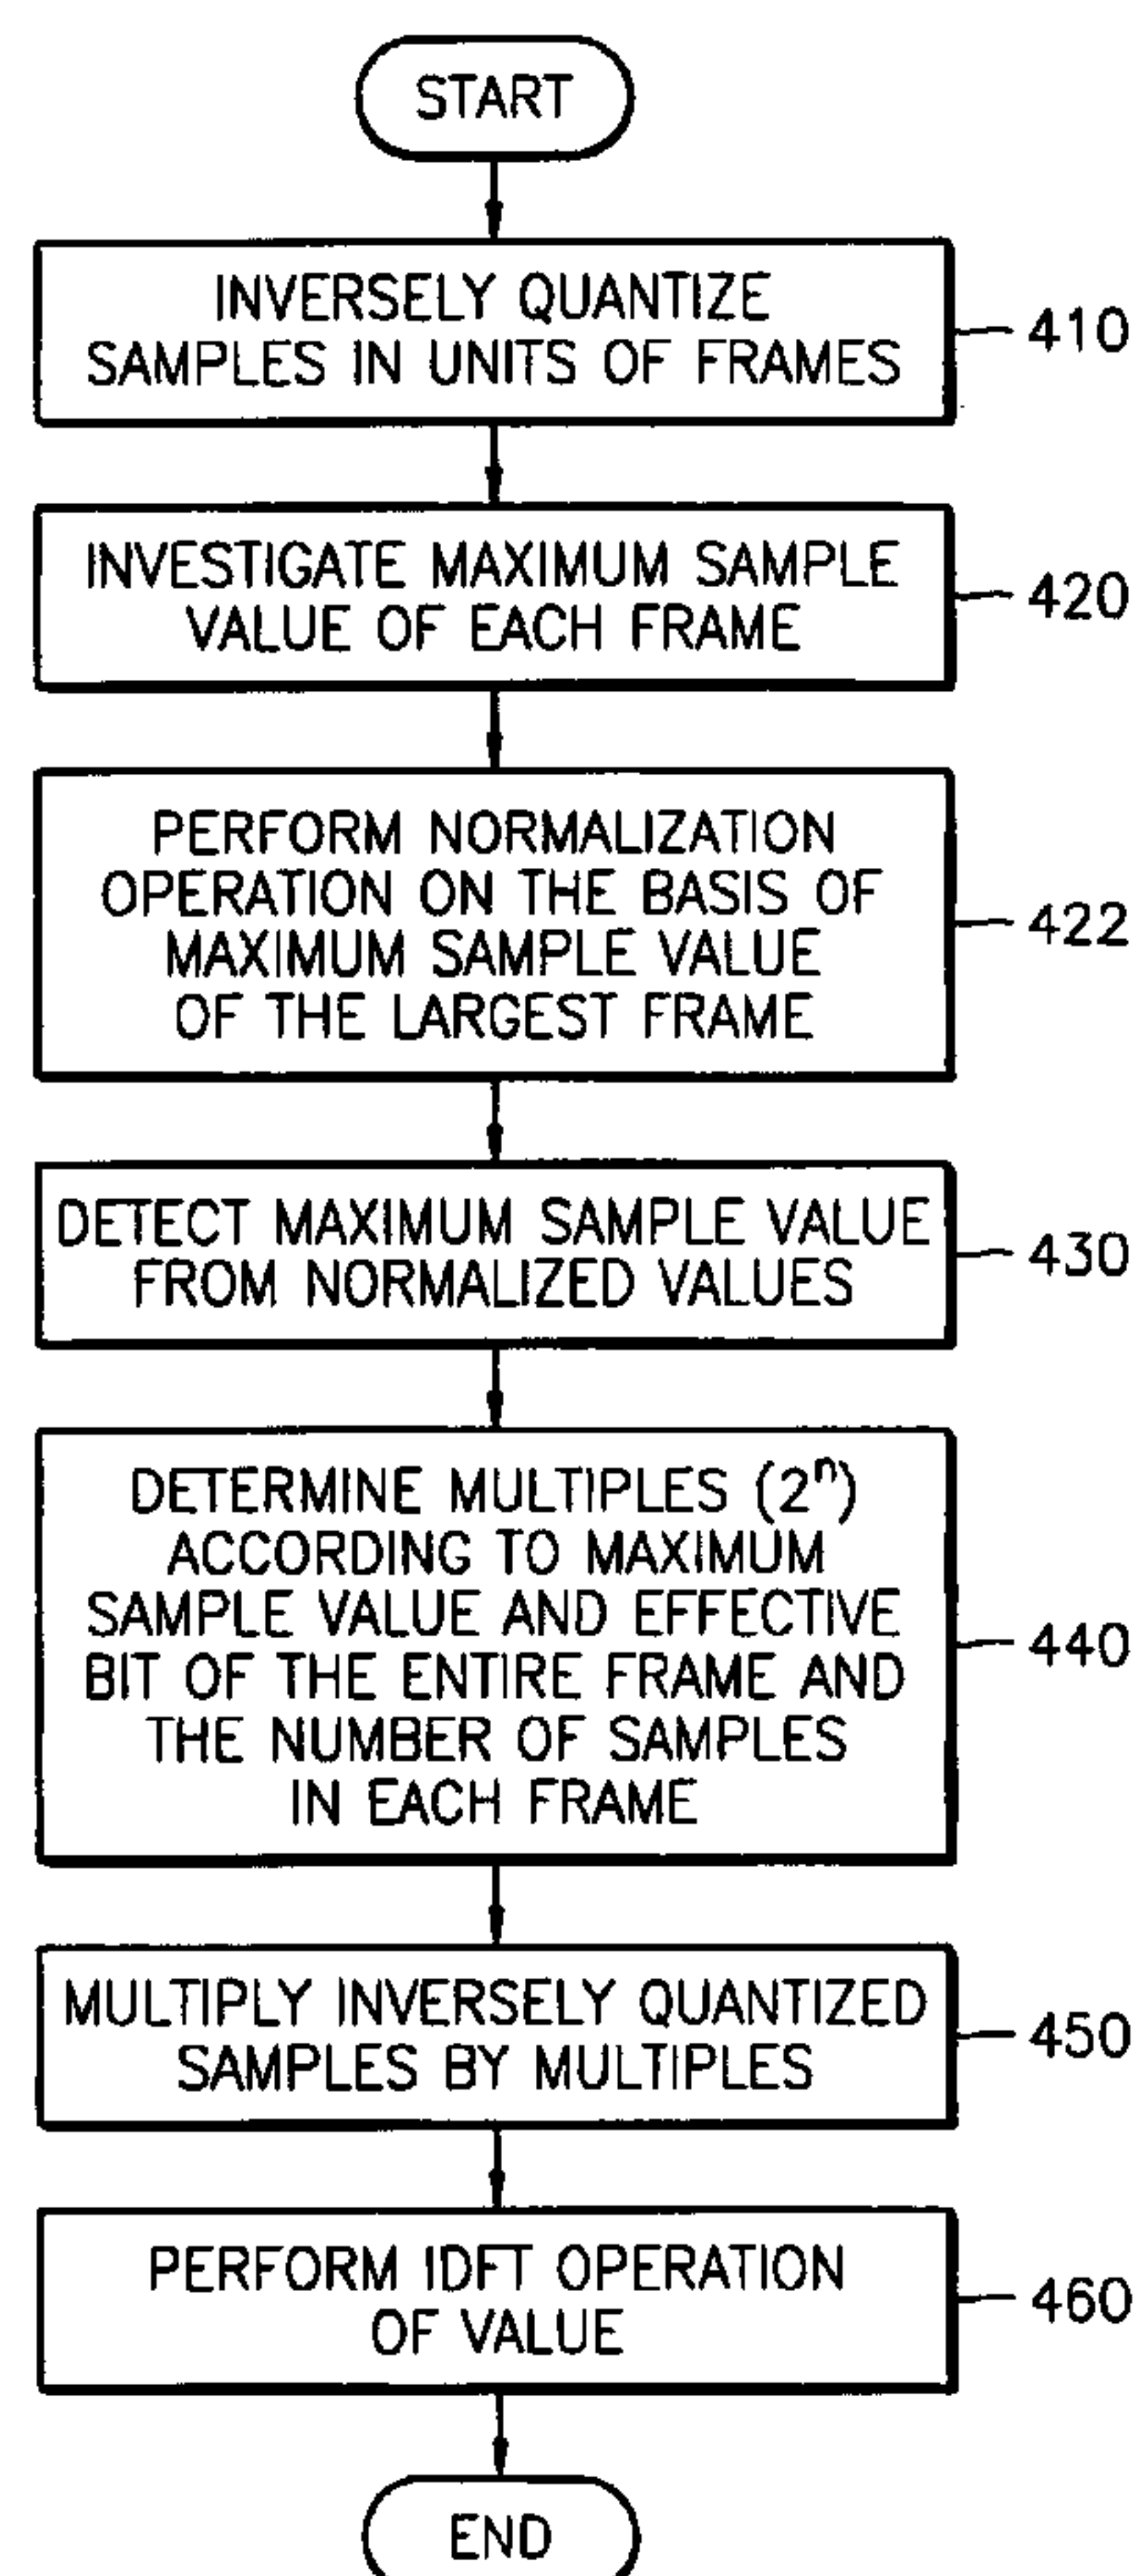 START
INVERSELY QUANTIZE
SAMPLES IN UNITS OF FRAMES
410
INVESTIGATE MAXIMUM SAMPLE
VALUE OF EACH FRAME
420
PERFORM NORMALIZATION
OPERATION ON THE BASIS OF
MAXIMUM SAMPLE VALUE
OF THE LARGEST FRAME
422
DETECT MAXIMUM SAMPLE VALUE
FROM NORMALIZED VALUES
430
DETERMINE MULTIPLES (2ⁿ)
ACCORDING TO MAXIMUM
SAMPLE VALUE AND EFFECTIVE
BIT OF THE ENTIRE FRAME AND
THE NUMBER OF SAMPLES
IN EACH FRAME
440
MULTIPLY INVERSELY QUANTIZED
SAMPLES BY MULTIPLES
450
PERFORM IDFT OPERATION
OF VALUE
460
END